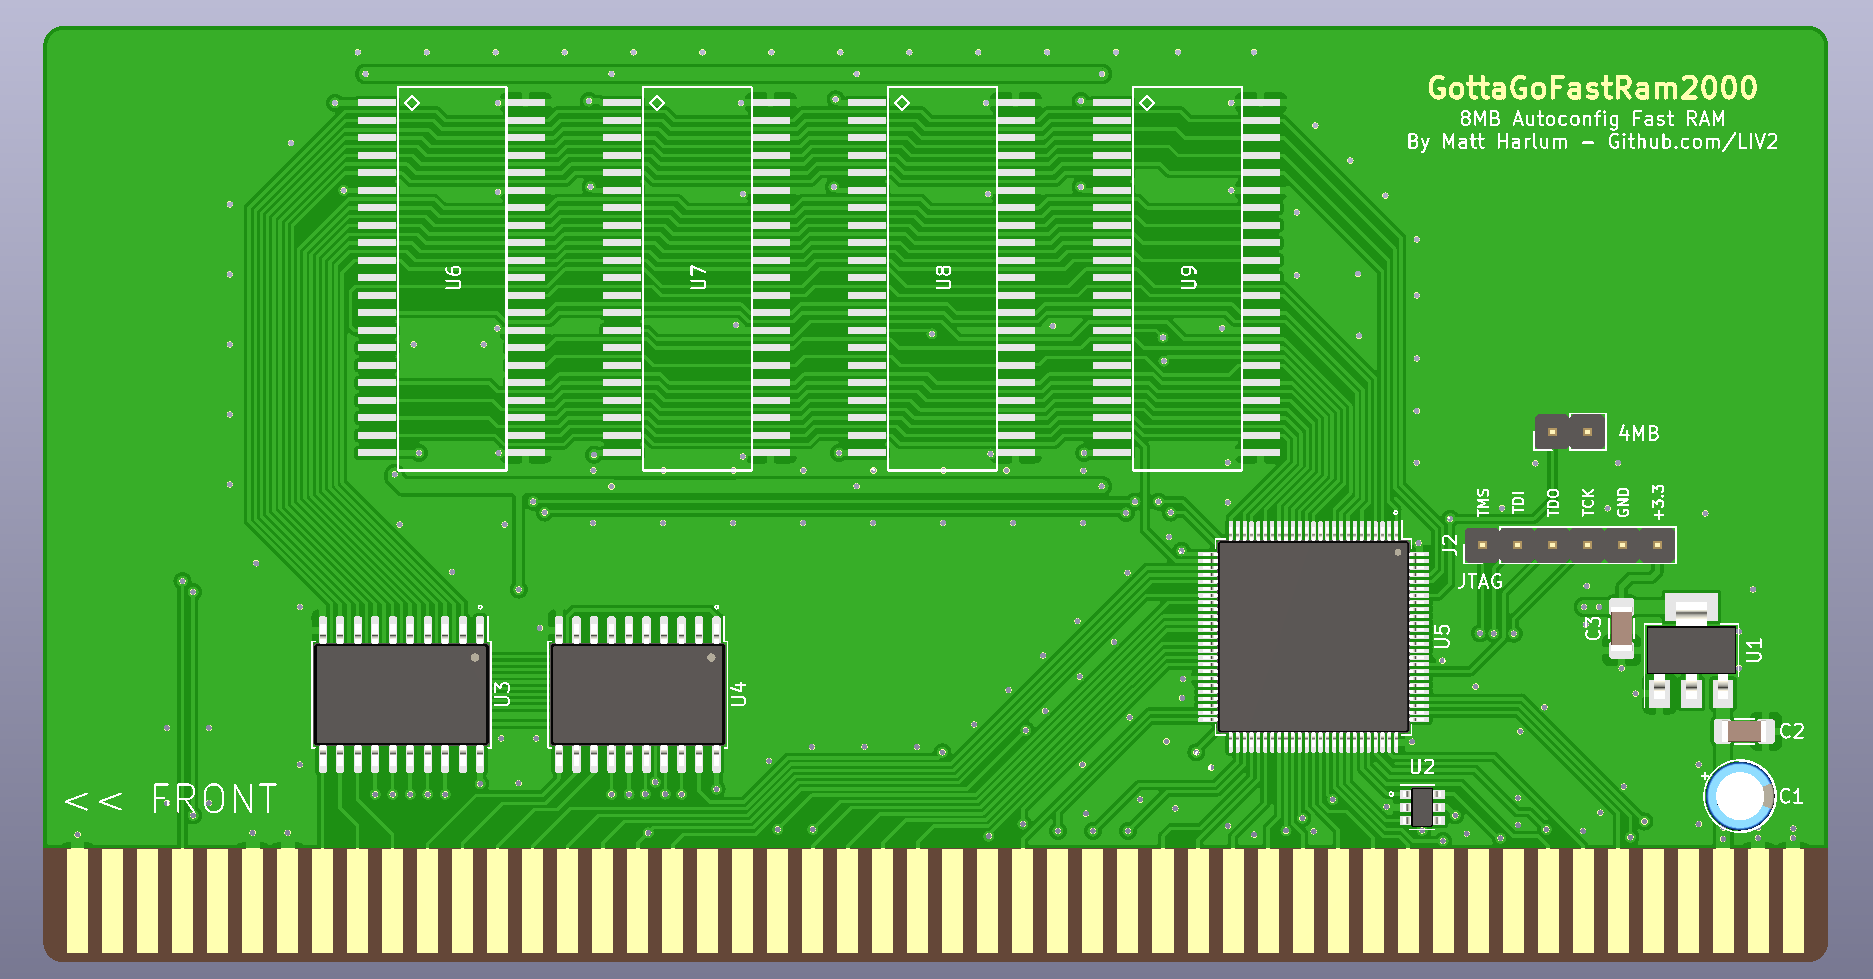 GottaGoFastRam2000
8MB Autoconfig Fast RAM
By Matt Harlum - Github.com/LIV2
U6
U7
U8
U9
4MB
TMS
TDI
TDO
TCK
GND
+3.3
J2
JTAG
C3
U1
U5
U3
U4
C2
U2
+
C1
<< FRONT